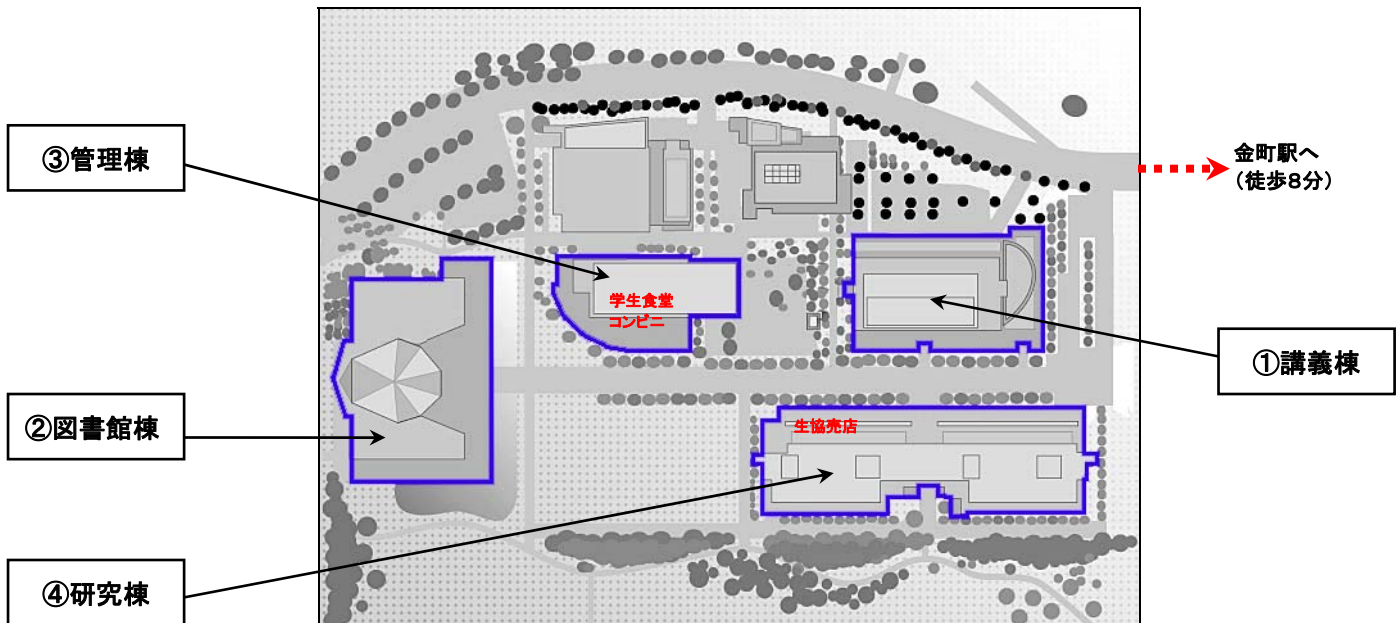 ③管理棟
金町駅へ
（徒歩８分）
学生食堂
コンビニ
①講義棟
②図書館棟
生協売店
④研究棟